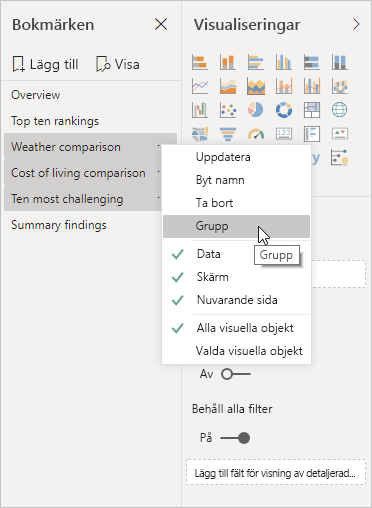 Bokmärken
Visualiseringar
Lägg till
Visa
Overview
Top ten rankings
Weather comparison
Cost of living comparison
Ten most challenging
Summary findings
Uppdatera
Byt namn
Ta bort
Grupp
Data
Grupp
Skärm
Nuvarande sida
Alla visuella objekt
Valda visuella objekt
Av
Behåll alla filter
På
Lägg till fält för visning av detaljerad...